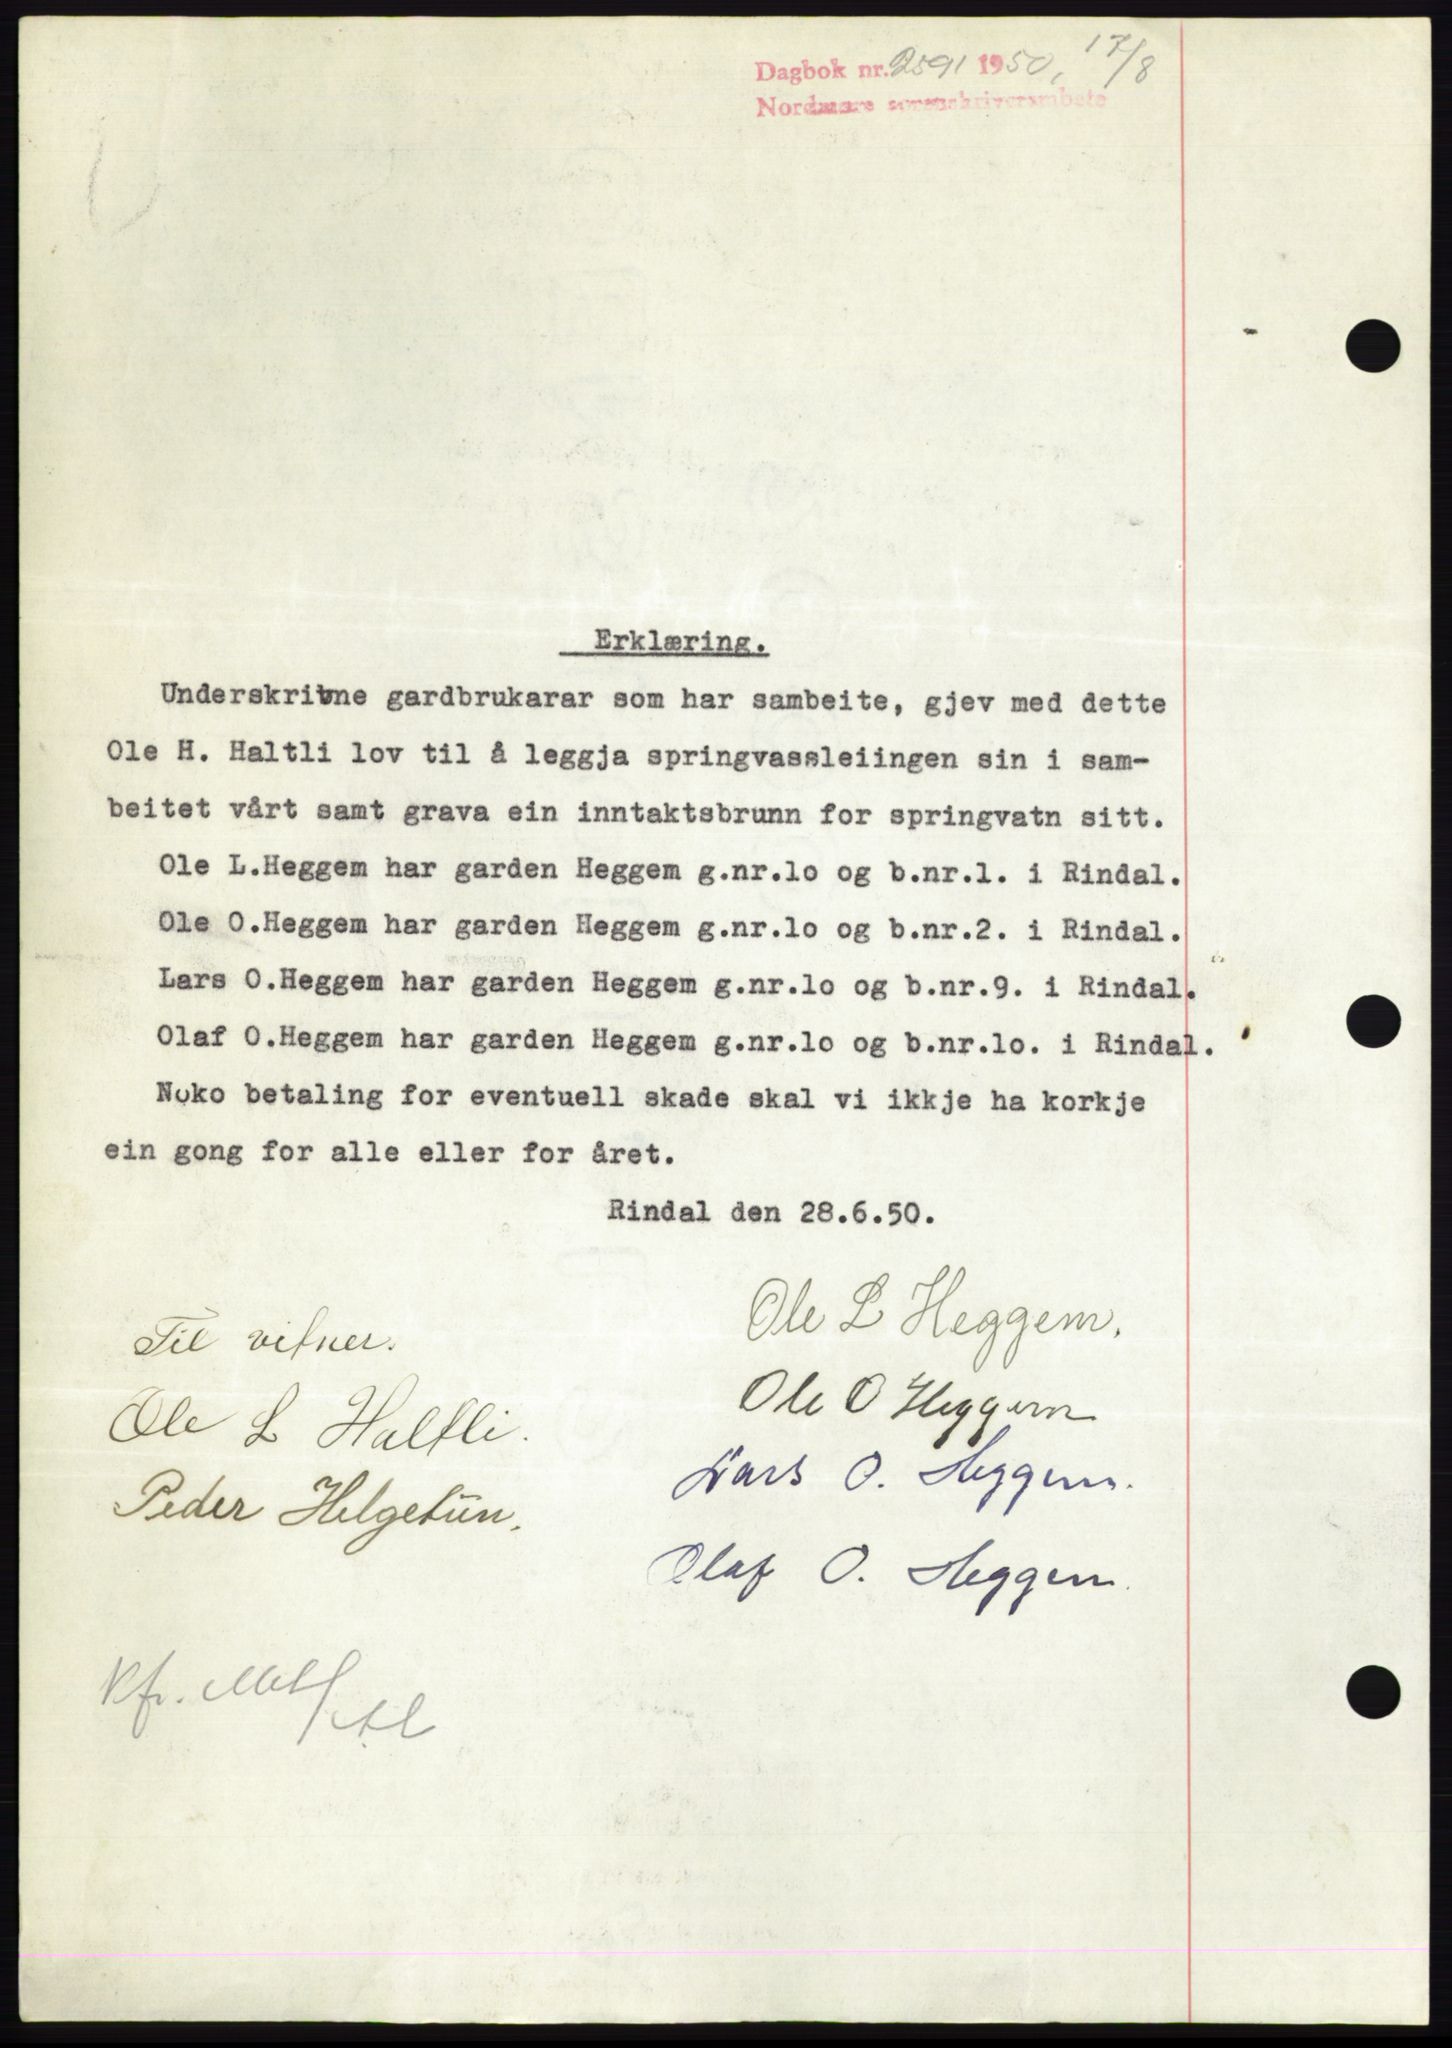 Dagbok nr. 2591 1950, 17/8
Nordmøre sorenskriverambete
Erklæring.
Underskrivne gardbrukarar som har sambeite, gjev med dette
Ole H. Haltli lov til å leggja springvassleiingen sin i sam-
beitet vårt samt grava ein inntaktsbrunn for springvatn sitt.
Ole L.Heggem har garden Heggem g.nr.lo og b.nr.l. i Rindal.
Ole O.Heggem har garden Heggem g.nr.lo og b.nr.2. i Rindal.
Lars O.Heggem har garden Heggem g.nr.lo og b.nr.9. i Rindal.
Olaf O.Heggem har garden Heggem g.nr.lo og b.nr.lo. i Rindal.
Noko betaling for eventuell skade skal vi ikkje ha korkje
ein gong for alle eller for året.
Rindal den 28.6.50.
Ole L Heggem.
Til vitner.
Ole O Heggem
Ole L Haltli.
Lars O. Heggem.
Peder Helgetun.
Olaf O. Heggem.